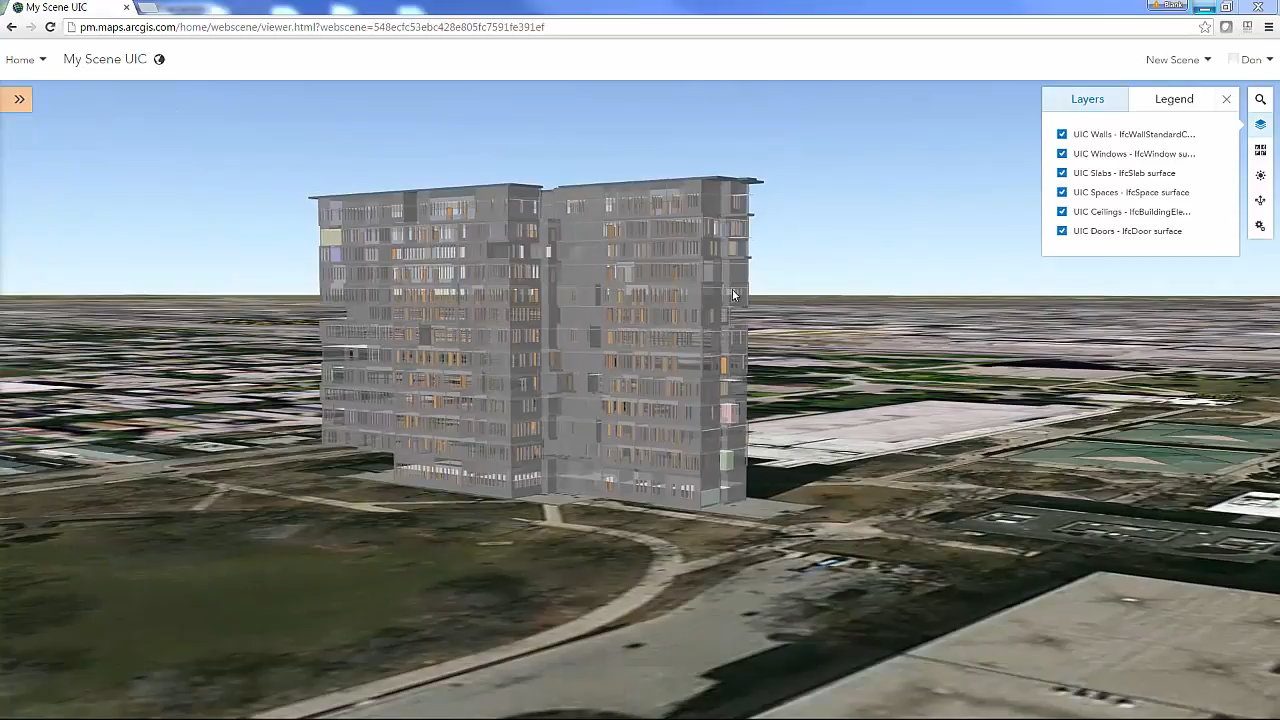 My Scene UIC
Blank
pm.maps.arcgis.com/home/webscene/viewer.html?webscene=548ecfc53ebc428e805fc7591fe391ef
Home My Scene UIC New Scene Dan
Layers Legend
UIC Walls - IfcWallStandardC...
UIC Windows - IfcWindow su...
UIC Slabs - IfcSlab surface
UIC Spaces - IfcSpace surface
UIC Ceilings - IfcBuildingEle...
UIC Doors - IfcDoor surface